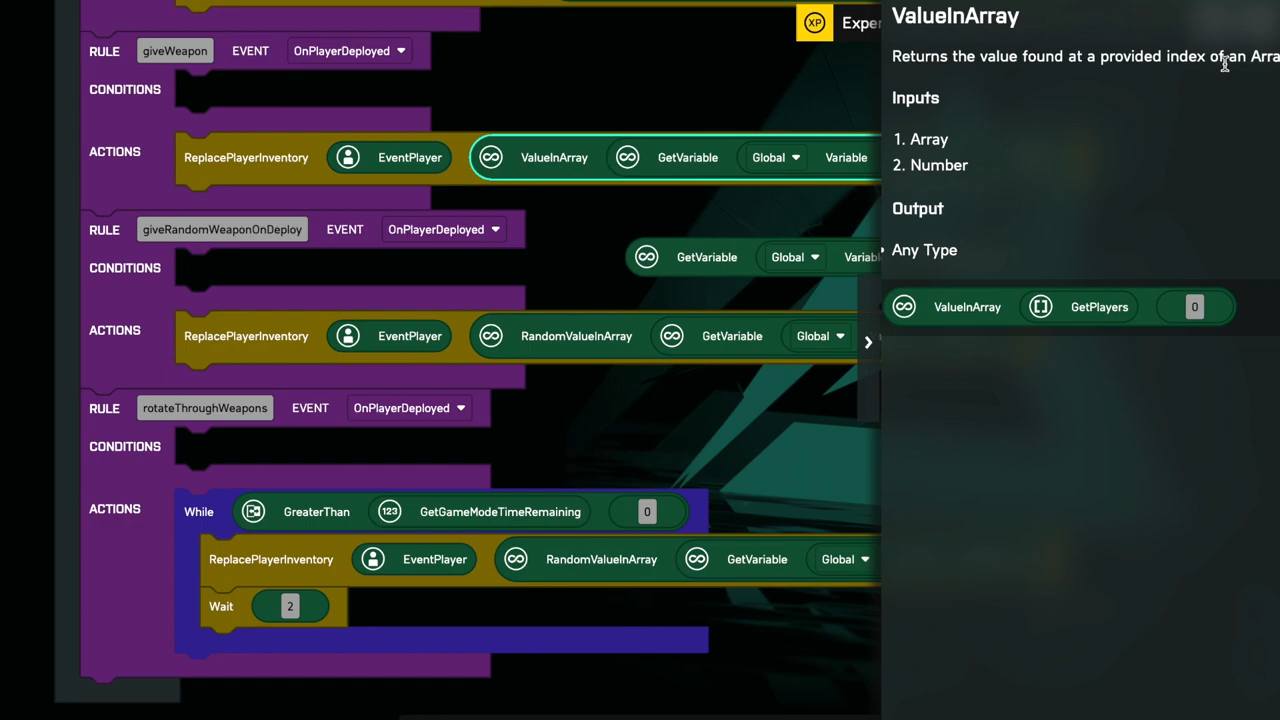 RULE giveWeapon EVENT OnPlayerDeployed
CONDITIONS
ACTIONS ReplacePlayerInventory EventPlayer ValueInArray GetVariable Global Variable
RULE giveRandomWeaponOnDeploy EVENT OnPlayerDeployed
GetVariable Global
CONDITIONS
ACTIONS ReplacePlayerInventory EventPlayer RandomValueInArray GetVariable Global
RULE rotateThroughWeapons EVENT OnPlayerDeployed
CONDITIONS
ACTIONS While GreaterThan 123 GetGameModeTimeRemaining 0
ReplacePlayerInventory EventPlayer RandomValueInArray GetVariable Global
Wait 2
XP
ValueInArray
Returns the value found at a provided index of an
Inputs
1. Array
2. Number
Output
Any Type
ValueInArray GetPlayers 0